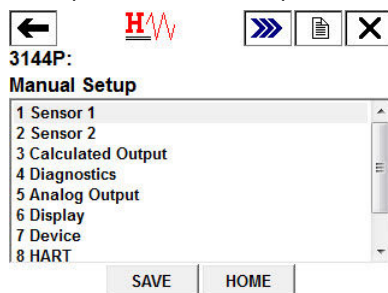 H
3144P:
Manual Setup
1 Sensor 1
2 Sensor 2
3 Calculated Output
4 Diagnostics
5 Analog Output
6 Display
7 Device
8 HART
SAVE HOME